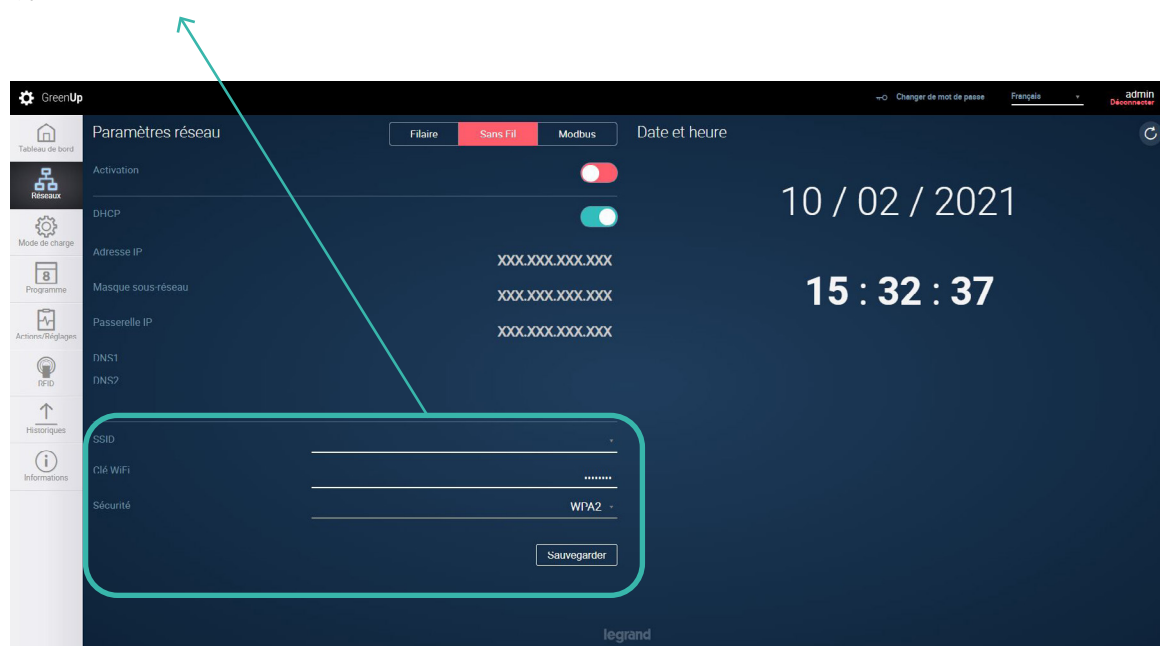 GreenUp
Changer de mot de passe
Français
admin
Déconnecter
Tableau de bord
Réseaux
Mode de charge
8
Programme
Actions/Réglages
RFID
Historiques
Informations
Paramètres réseau
Filaire Sans Fil Modbus
Activation
DHCP
Adresse IP XXX.XXX.XXX.XXX
Masque sous-réseau XXX.XXX.XXX.XXX
Passerelle IP XXX.XXX.XXX.XXX
DNS1
DNS2
SSID
Clé WiFi ••••••••
Sécurité WPA2
Sauvegarder
Date et heure
10 / 02 / 2021
15 : 32 : 37
legrand